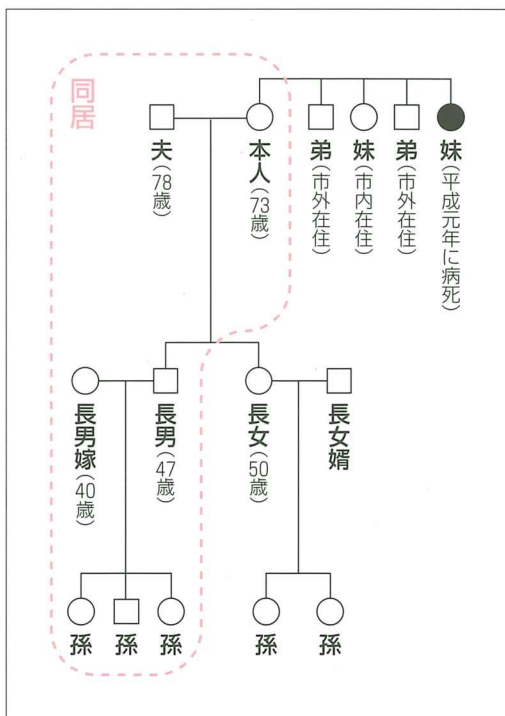 妹（平成元年に病死）
弟（市外在住）
妹（市内在住）
弟（市外在住）
本人（73歳）
夫（78歳）
同居
長女婿
長女（50歳）
長男（47歳）
長男嫁（40歳）
孫
孫
孫
孫
孫